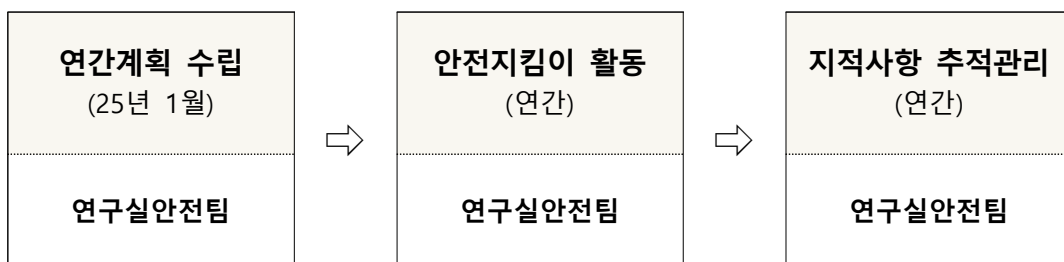 연간계획 수립
(25년 1월)
연구실안전팀
⇨
안전지킴이 활동
(연간)
연구실안전팀
⇨
지적사항 추적관리
(연간)
연구실안전팀